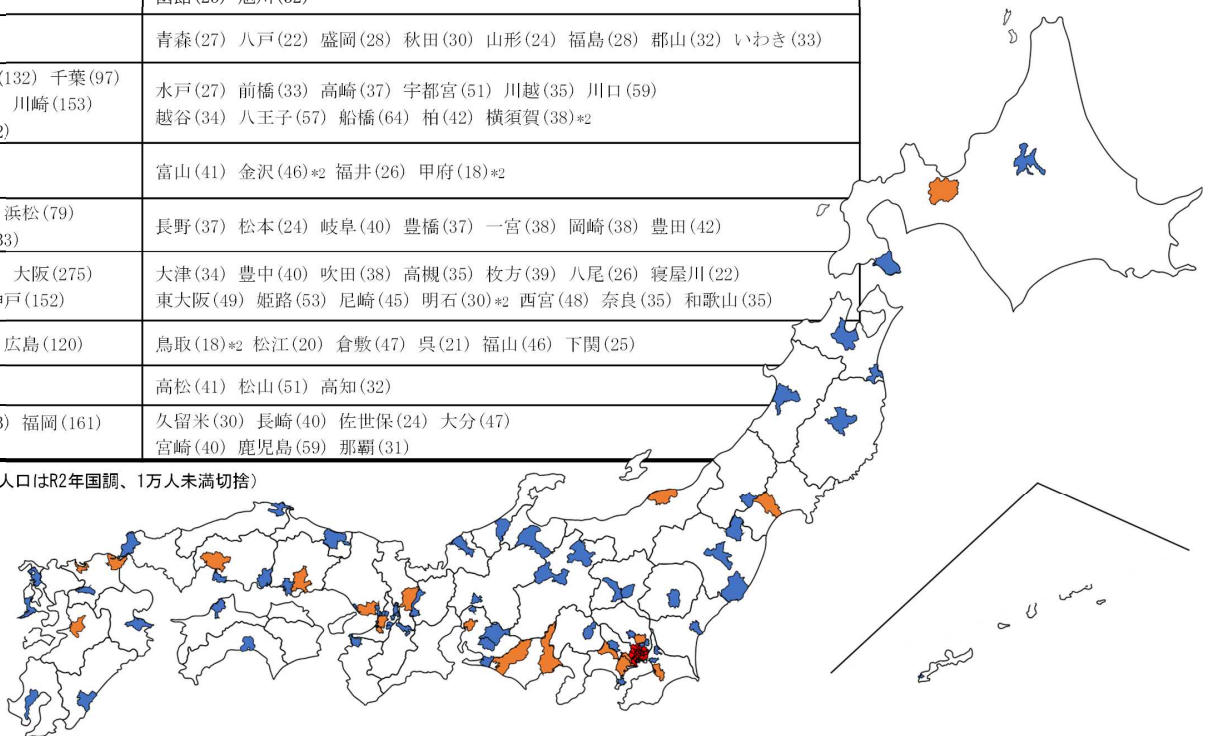 青森(27) 八戸(22) 盛岡(28) 秋田(30) 山形(24) 福島(28) 郡山(32) いわき(33)
(132) 千葉(97)
川崎(153)
2)
水戸(27) 前橋(33) 高崎(37) 宇都宮(51) 川越(35) 川口(59)
越谷(34) 八王子(57) 船橋(64) 柏(42) 横須賀(38)*2
富山(41) 金沢(46)*2 福井(26) 甲府(18)*2
浜松(79)
33)
長野(37) 松本(24) 岐阜(40) 豊橋(37) 一宮(38) 岡崎(38) 豊田(42)
大阪(275)
神戸(152)
大津(34) 豊中(40) 吹田(38) 高槻(35) 枚方(39) 八尾(26) 寝屋川(22)
東大阪(49) 姫路(53) 尼崎(45) 明石(30)*2 西宮(48) 奈良(35) 和歌山(35)
広島(120)
鳥取(18)*2 松江(20) 倉敷(47) 呉(21) 福山(46) 下関(25)
高松(41) 松山(51) 高知(32)
3) 福岡(161)
久留米(30) 長崎(40) 佐世保(24) 大分(47)
宮崎(40) 鹿児島(59) 那覇(31)
人口はR2年国調、1万人未満切捨)